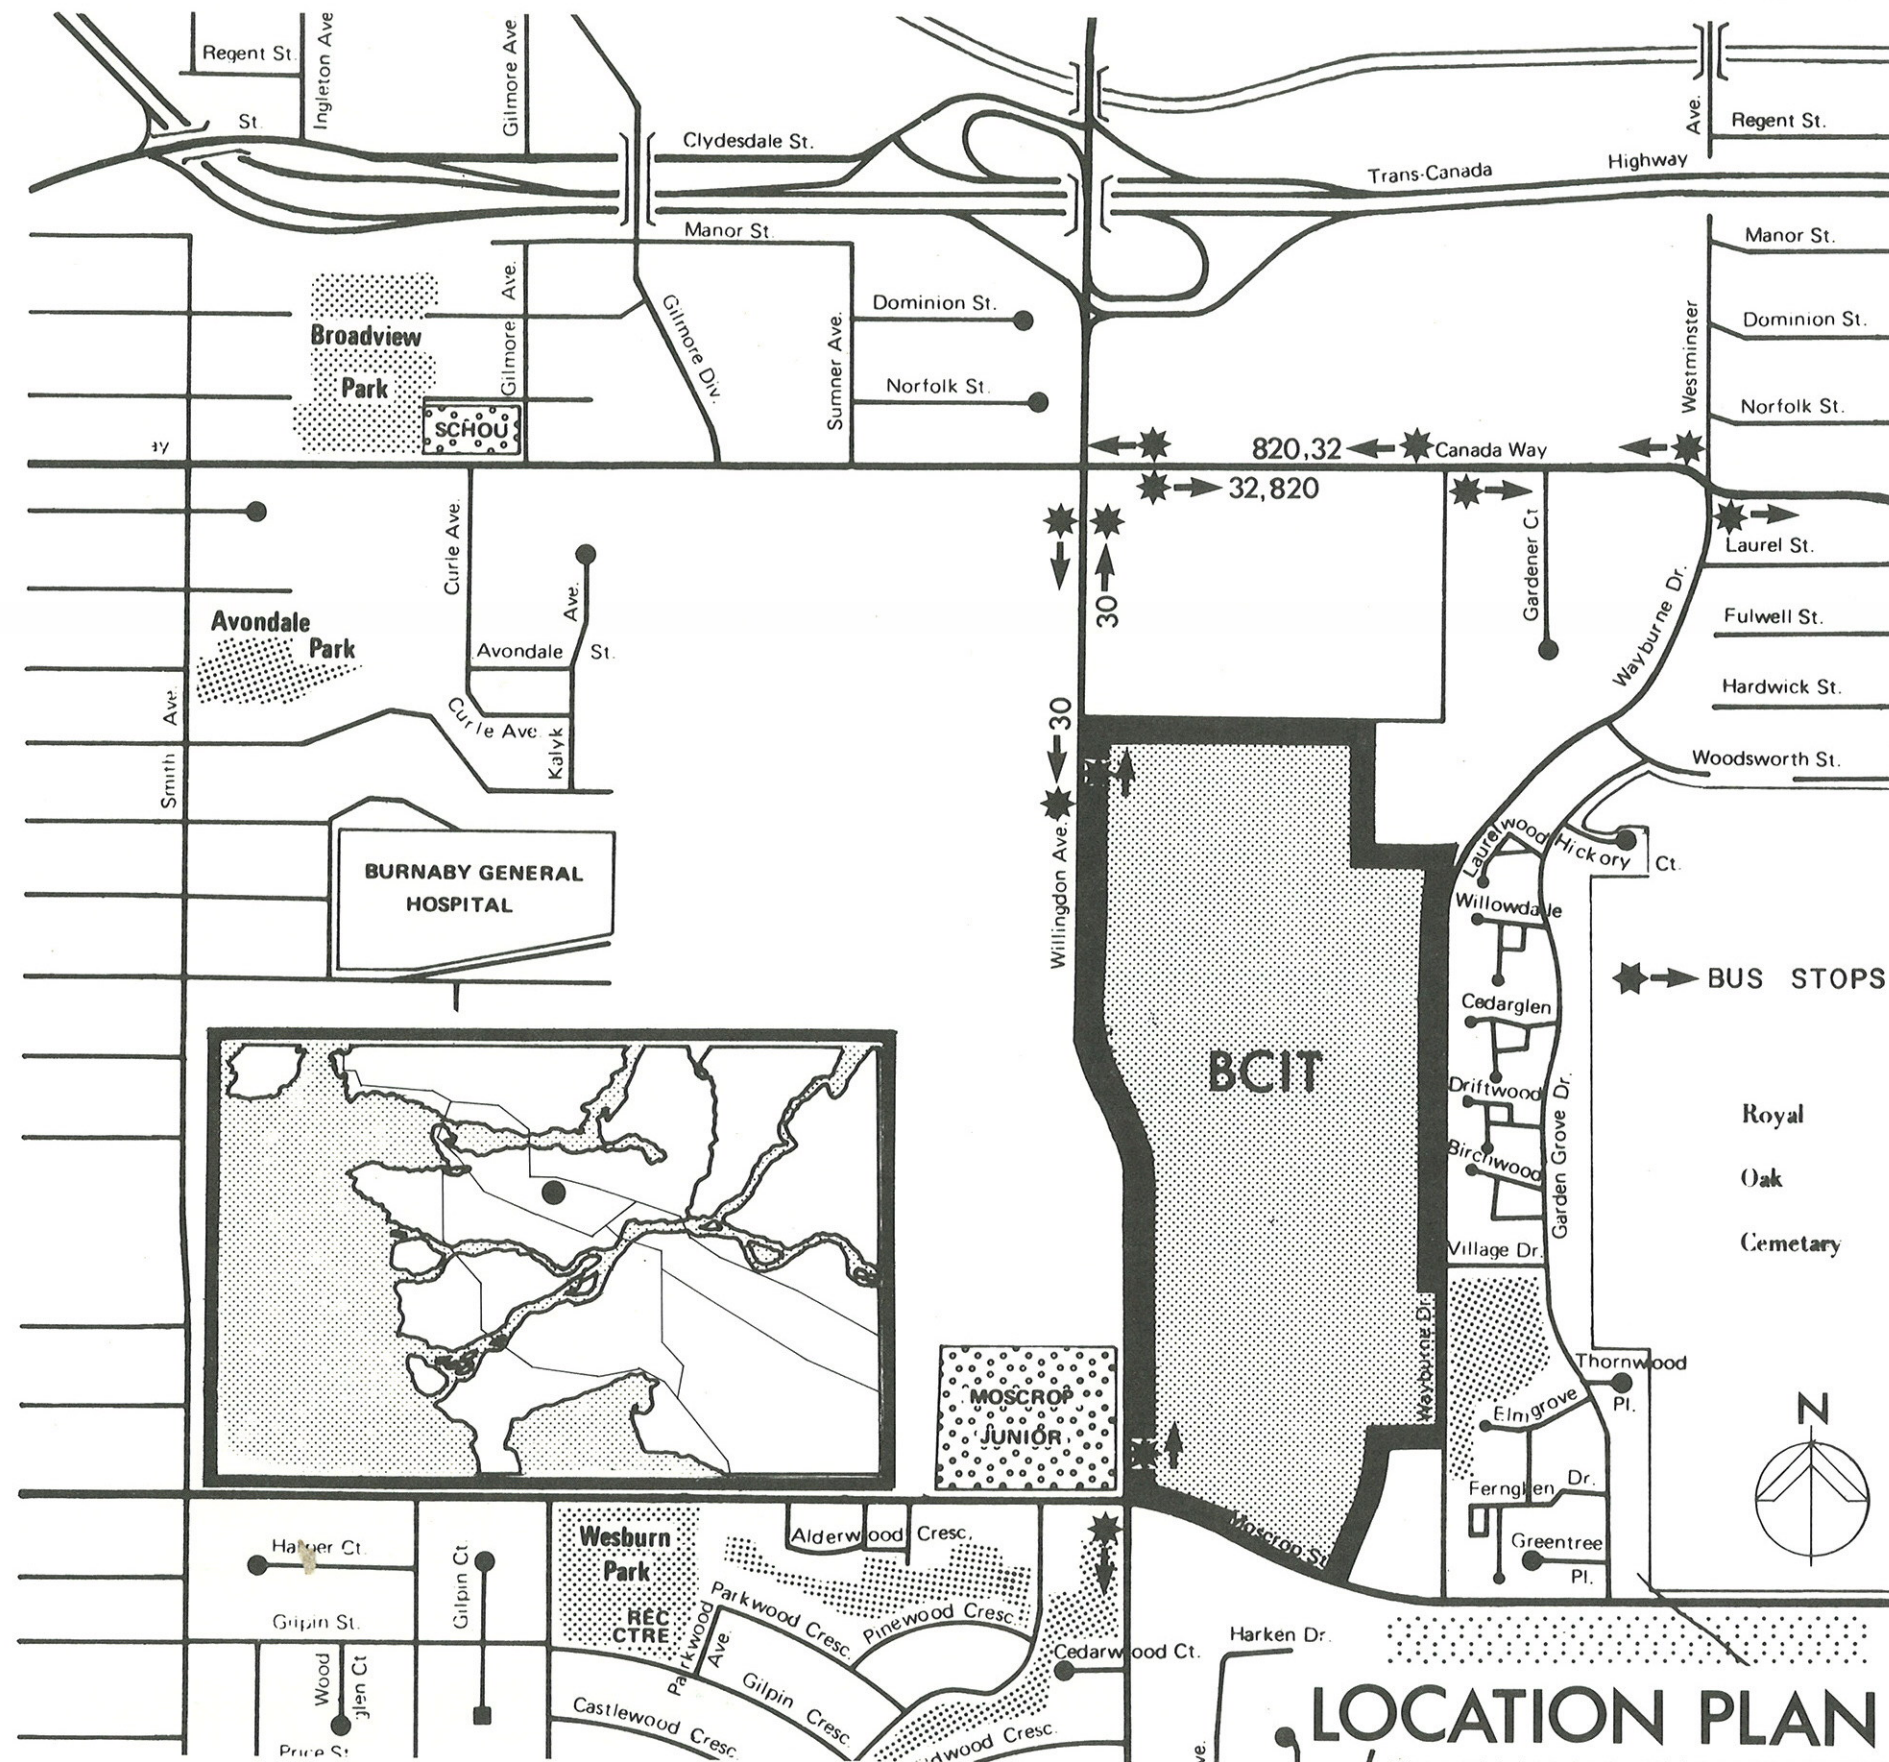 Regent St.
Ingleton Ave
Gilmore Ave
St.
Clydesdale St.
Trans-Canada
Highway
Ave.
Regent St.
Manor St.
Manor St.
Broadview
Park
SCHOU
Gilmore Ave.
Gilmore Div.
Sumner Ave.
Dominion St.
Norfolk St.
Westminster
Dominion St.
Norfolk St.
820,32
Canada Way
32,820
30
30
Laurel St.
Gardener Ct
Wayburne Dr.
Fulwell St.
Hardwick St.
Woodsworth St.
Curle Ave.
Ave.
Avondale St.
Curle Ave.
Kalyk
Avondale
Park
Smith Ave.
BURNABY GENERAL
HOSPITAL
Willingdon Ave.
Laurelwood
Hickory
Ct.
Willowdale
Cedarglen
Driftwood
Birchwood
Village Dr.
Garden Grove Dr.
BUS STOPS
BCIT
Royal
Oak
Cemetary
Wayburne Dr.
Thornwood
Pl.
Elmgrove
MOSCROP
JUNIOR
N
Fernglen Dr.
Greentree
Pl.
Moscrop St.
Harper Ct.
Gilpin Ct.
Gilpin St.
Wood
glen Ct
Price St
Wesburn
Park
REC
CTRE
Alderwood Cresc.
Parkwood
Ave.
Parkwood Cresc.
Pinewood Cresc.
Gilpin Cresc.
Castlewood Cresc.
dwood Cresc.
Cedarwood Ct.
Harken Dr.
ve.
LOCATION PLAN